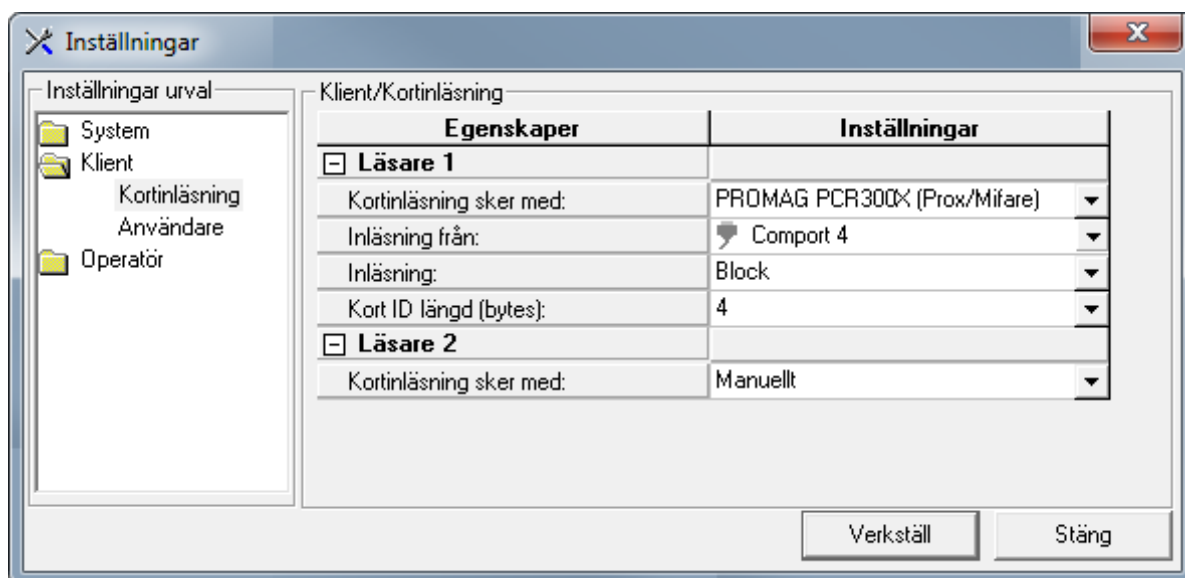 Inställningar
Inställningar urval
System
Klient
Kortinläsning
Användare
Operatör
Klient/Kortinläsning
Egenskaper Inställningar
Läsare 1
Kortinläsning sker med: PROMAG PCR300X (Prox/Mifare)
Inläsning från: Comport 4
Inläsning: Block
Kort ID längd (bytes): 4
Läsare 2
Kortinläsning sker med: Manuellt
Verkställ Stäng